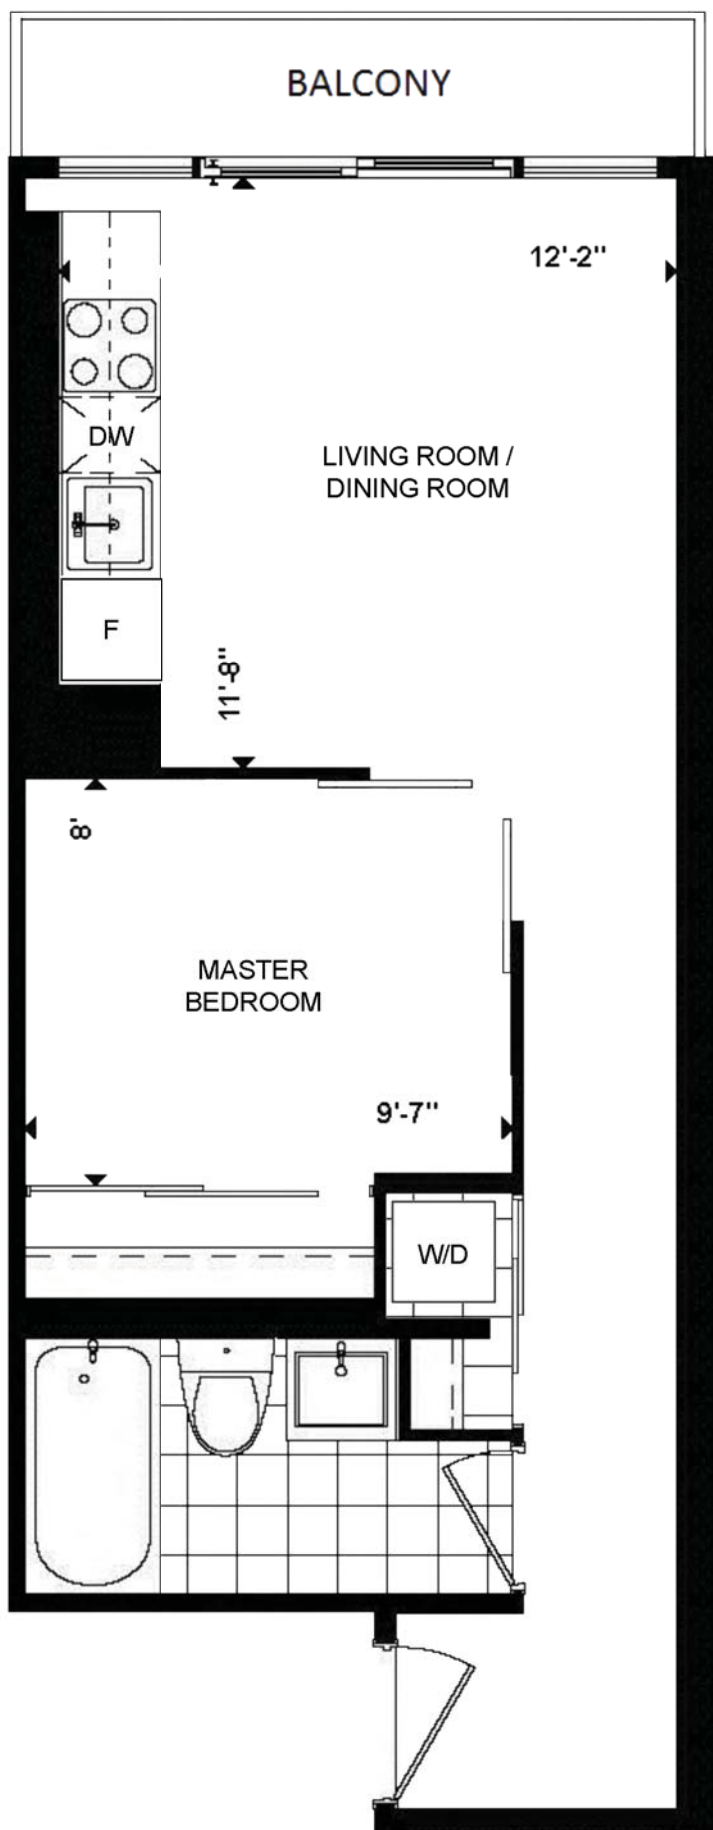 BALCONY
12'-2"
DW
LIVING ROOM /
DINING ROOM
F
11'-8"
8'
MASTER
BEDROOM
9'-7"
W/D